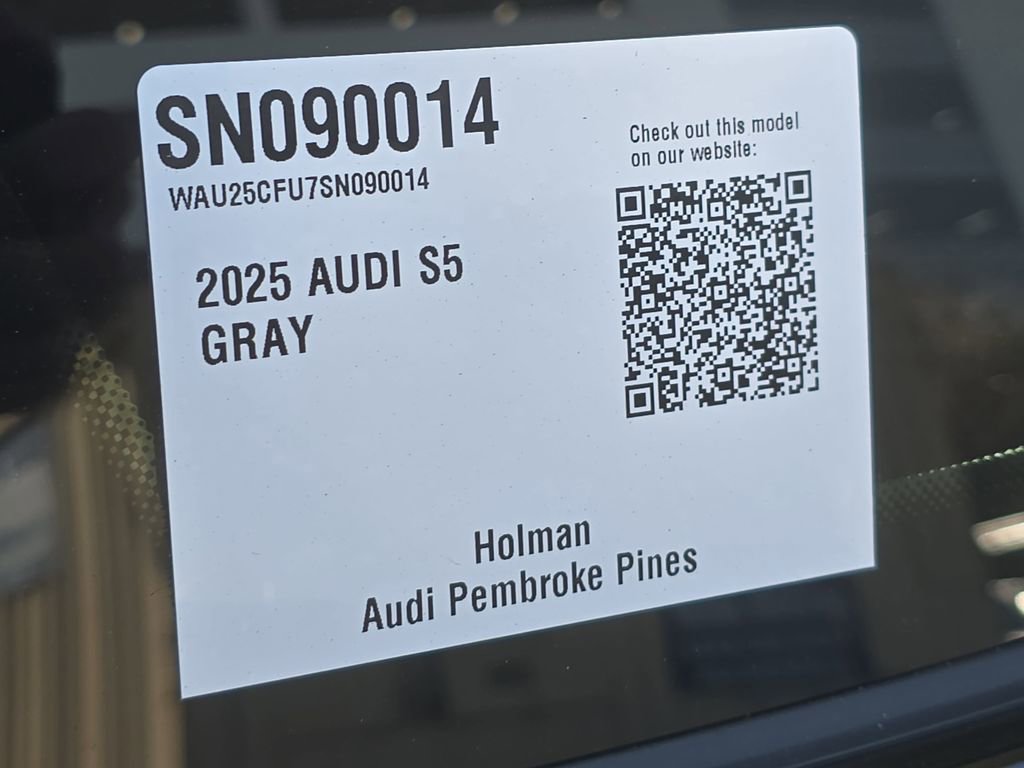 SN090014
WAU25CFU7SN090014
2025 AUDI S5
GRAY
Check out this model
on our website:
Holman
Audi Pembroke Pines